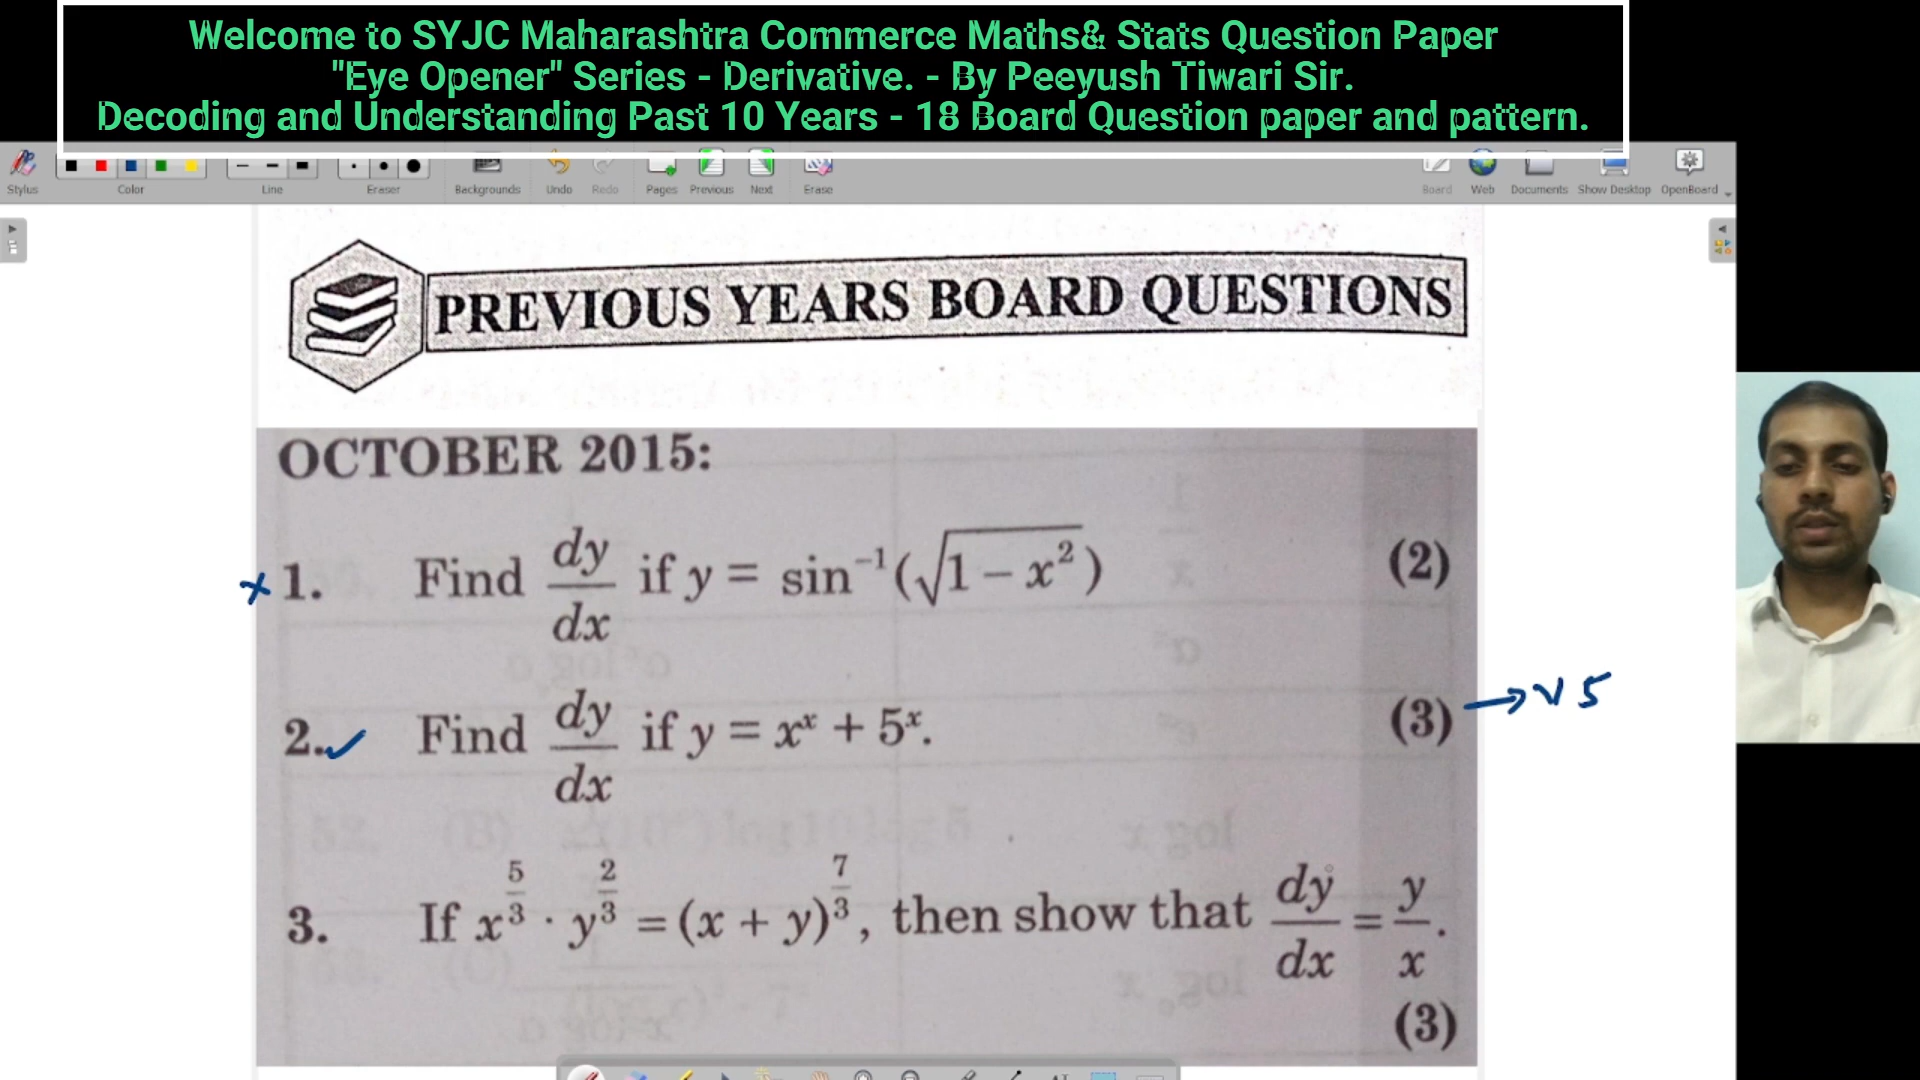 Welcome to SYJC Maharashtra Commerce Maths& Stats Question Paper
"Eye Opener" Series - Derivative. - By Peeyush Tiwari Sir.
Decoding and Understanding Past 10 Years - 18 Board Question paper and pattern.
Stylus Color Line Eraser Backgrounds Undo Redo Pages Previous Next Erase Board Web Documents Show Desktop OpenBoard
PREVIOUS YEARS BOARD QUESTIONS
OCTOBER 2015:
x 1. Find dy/dx if y = sin⁻¹(√(1 – x²)) (2)
2. ✓ Find dy/dx if y = xˣ + 5ˣ. (3) → V 5
3. If x^(5/3) · y^(2/3) = (x + y)^(7/3), then show that dy/dx = y/x.
(3)